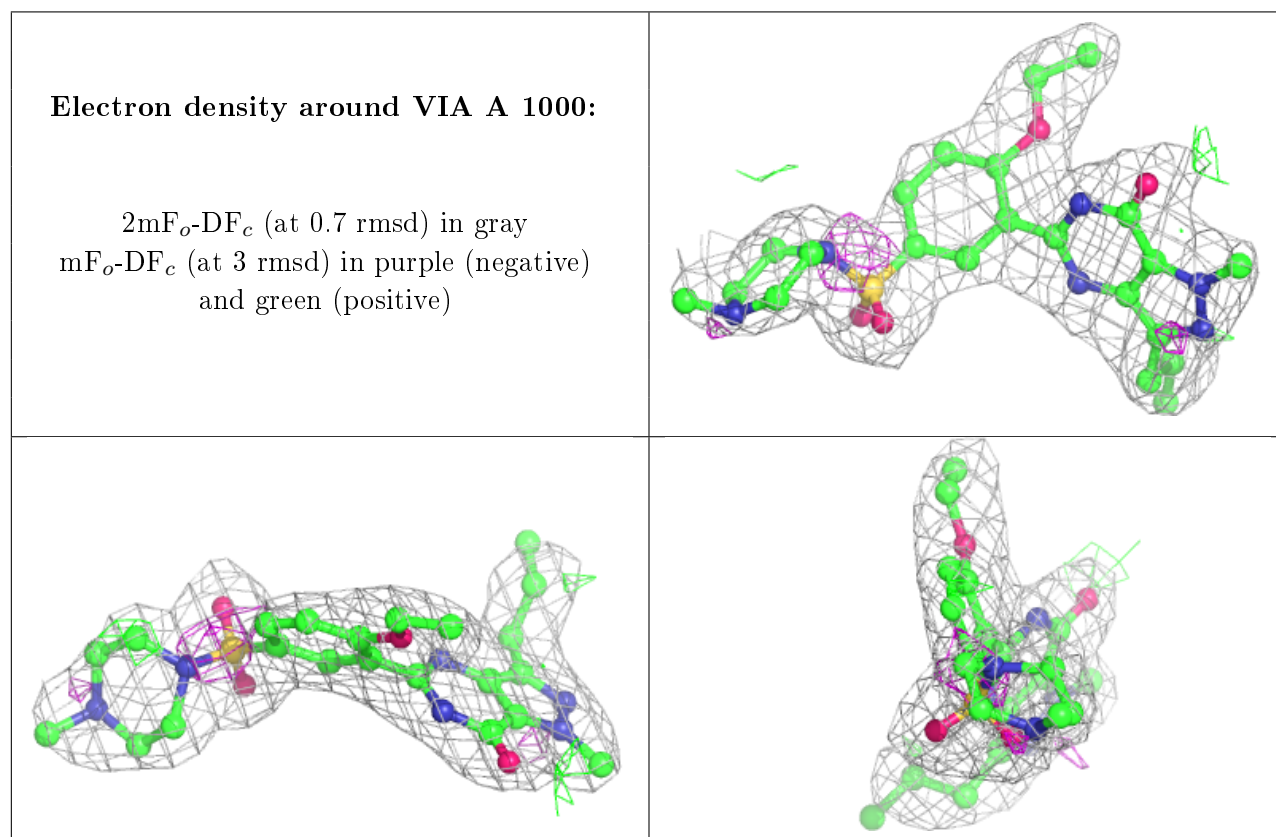 Electron density around VIA A 1000:
2mFo-DFc (at 0.7 rmsd) in gray
mFo-DFc (at 3 rmsd) in purple (negative)
and green (positive)